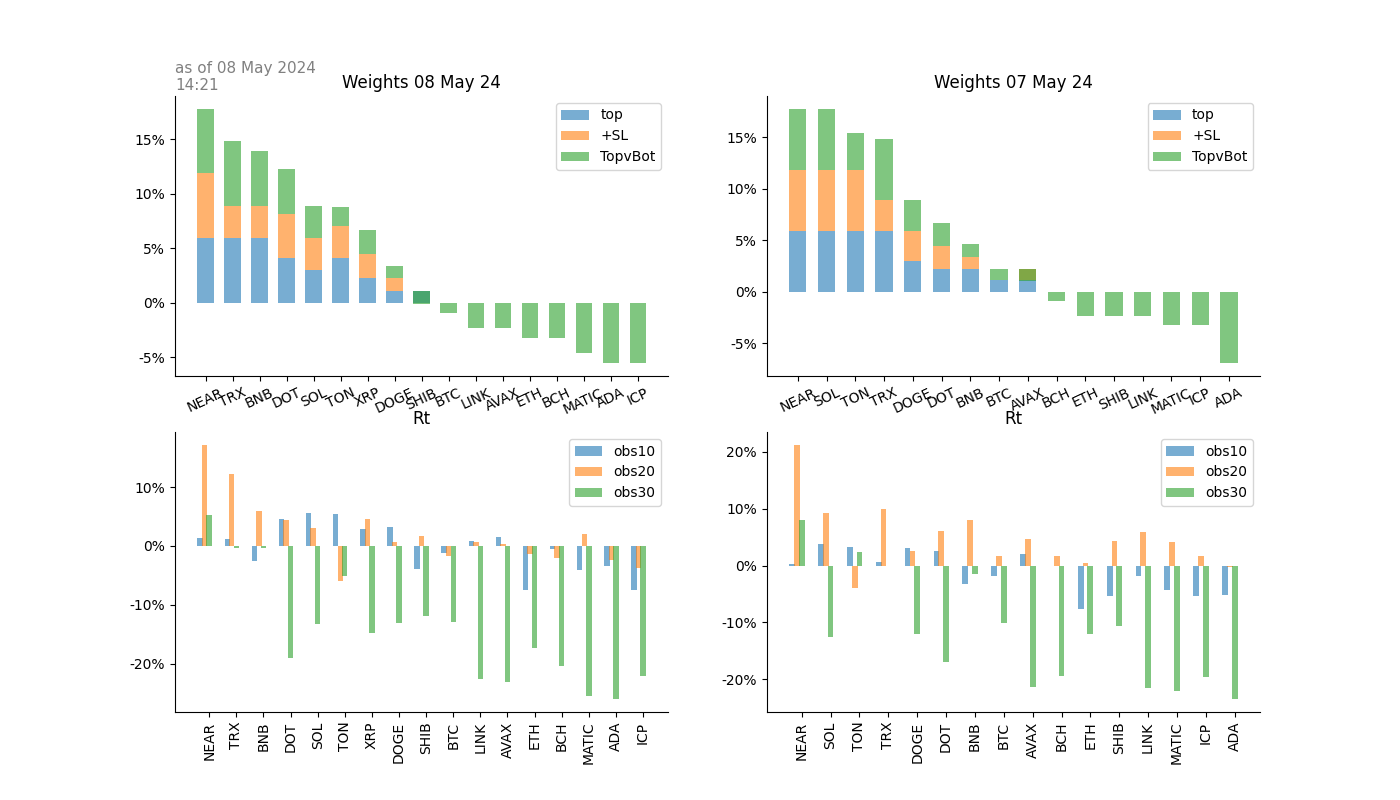 as of 08 May 2024
14:21
Weights 08 May 24
15%
10%
5%
0%
-5%
top
+SL
TopvBot
NEAR TRX BNB DOT SOL TON XRP DOGE SHIB BTC LINK AVAX ETH BCH MATIC ADA ICP
Weights 07 May 24
15%
10%
5%
0%
-5%
top
+SL
TopvBot
NEAR SOL TON TRX DOGE DOT BNB BTC AVAX BCH ETH SHIB LINK MATIC ICP ADA
Rt
10%
0%
-10%
-20%
obs10
obs20
obs30
NEAR TRX BNB DOT SOL TON XRP DOGE SHIB BTC LINK AVAX ETH BCH MATIC ADA ICP
Rt
20%
10%
0%
-10%
-20%
obs10
obs20
obs30
NEAR SOL TON TRX DOGE DOT BNB BTC AVAX BCH ETH SHIB LINK MATIC ICP ADA